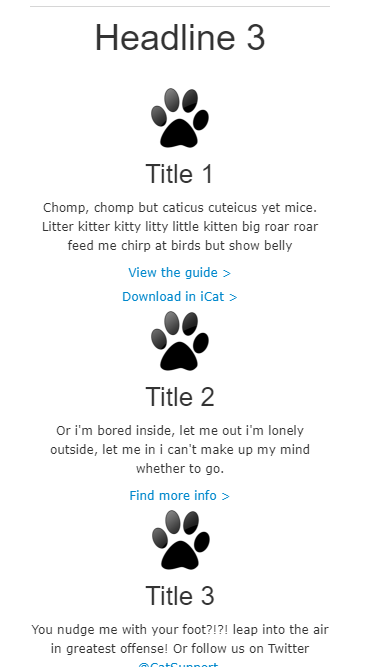 Headline 3
Title 1
Chomp, chomp but caticus cuteicus yet mice.
Litter kitter kitty litty little kitten big roar roar
feed me chirp at birds but show belly
View the guide >
Download in iCat >
Title 2
Or i'm bored inside, let me out i'm lonely
outside, let me in i can't make up my mind
whether to go.
Find more info >
Title 3
You nudge me with your foot?!?! leap into the air
in greatest offense! Or follow us on Twitter
@CatSupport